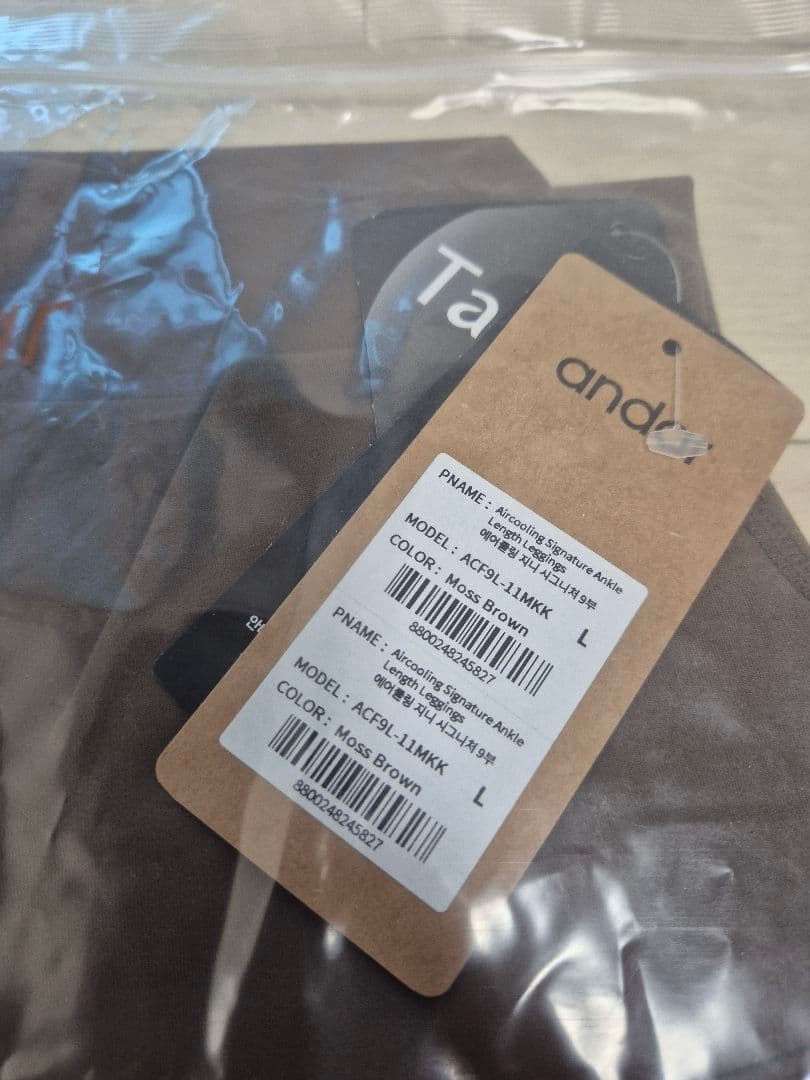 Ta
andar
PNAME : Aircooling Signature Ankle
Length Leggings
에어쿨링 지니 시그니처 9부
MODEL : ACF9L-11MKK
COLOR : Moss Brown
L
8800248245827
PNAME : Aircooling Signature Ankle
Length Leggings
에어쿨링 지니 시그니처 9부
MODEL : ACF9L-11MKK
COLOR : Moss Brown
L
8800248245827